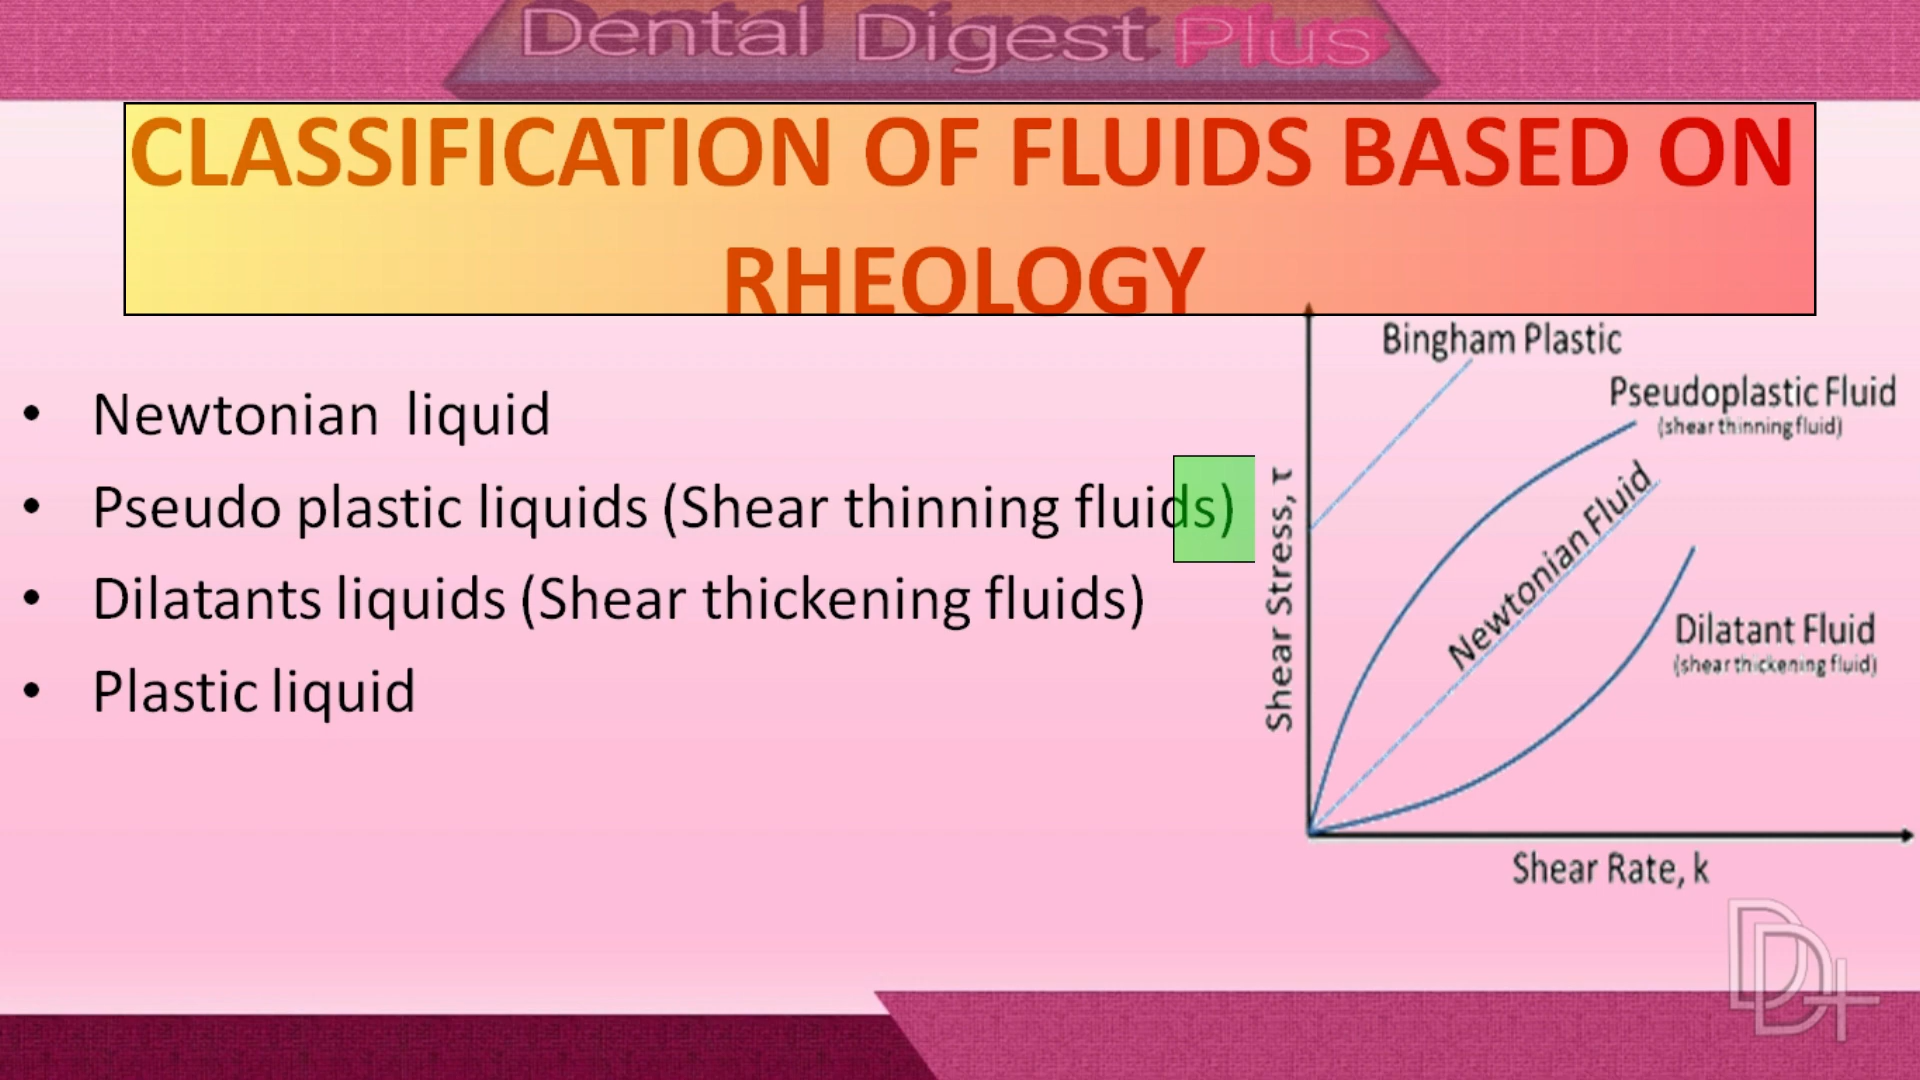 Dental Digest Plus
CLASSIFICATION OF FLUIDS BASED ON
RHEOLOGY
• Newtonian liquid
• Pseudo plastic liquids (Shear thinning fluids)
• Dilatants liquids (Shear thickening fluids)
• Plastic liquid
Bingham Plastic
Pseudoplastic Fluid
(shear thinning fluid)
Newtonian Fluid
Dilatant Fluid
(shear thickening fluid)
Shear Stress, τ
Shear Rate, k
DD+